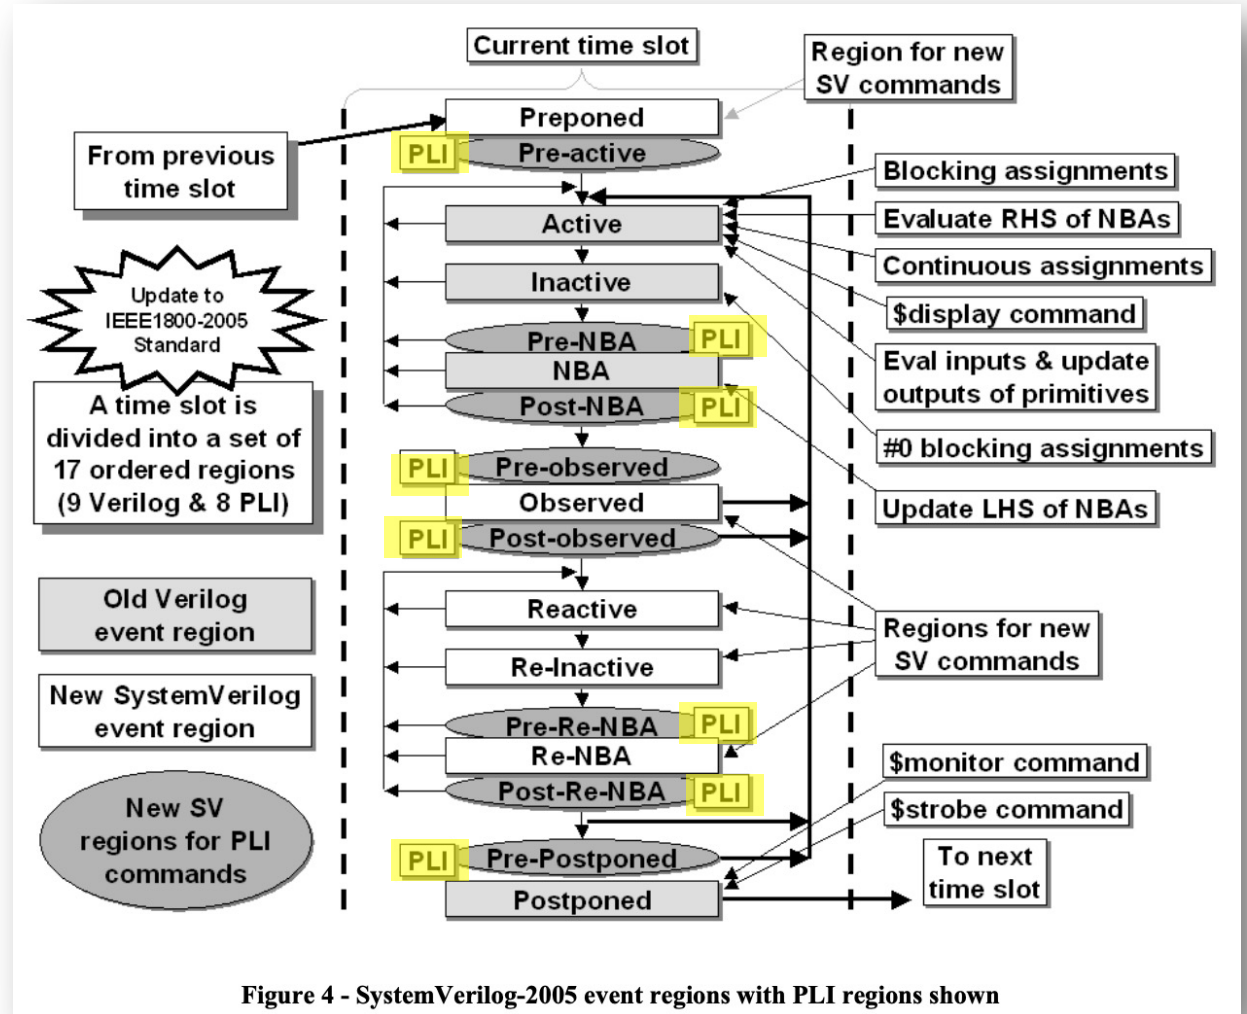 Current time slot
Region for new
SV commands
Preponed
PLI
Pre-active
From previous
time slot
Blocking assignments
Evaluate RHS of NBAs
Active
Continuous assignments
Inactive
$display command
Update to
IEEE1800-2005
Standard
Pre-NBA
PLI
NBA
Eval inputs & update
outputs of primitives
Post-NBA
PLI
A time slot is
divided into a set of
17 ordered regions
(9 Verilog & 8 PLI)
#0 blocking assignments
PLI
Pre-observed
Observed
Update LHS of NBAs
PLI
Post-observed
Old Verilog
event region
Reactive
Regions for new
SV commands
Re-Inactive
New SystemVerilog
event region
Pre-Re-NBA
PLI
Re-NBA
Post-Re-NBA
PLI
$monitor command
$strobe command
New SV
regions for PLI
commands
PLI
Pre-Postponed
To next
time slot
Postponed
Figure 4 - SystemVerilog-2005 event regions with PLI regions shown